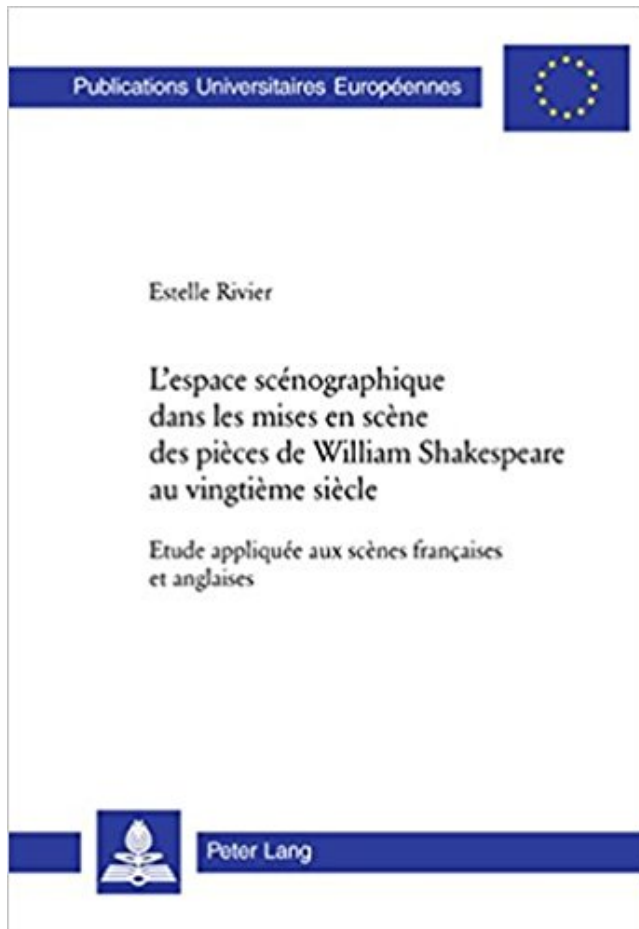 Publications Universitaires Européennes
Estelle Rivier
L'espace scénographique
dans les mises en scène
des pièces de William Shakespeare
au vingtième siècle
Etude appliquée aux scènes françaises
et anglaises
Peter Lang